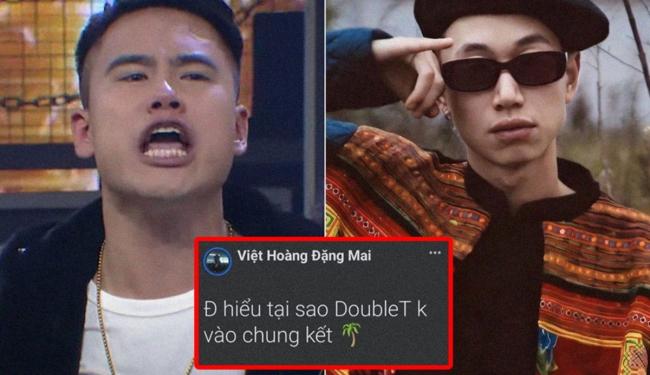 Việt Hoàng Đặng Mai
Đ hiểu tại sao DoubleT k
vào chung kết 🌴